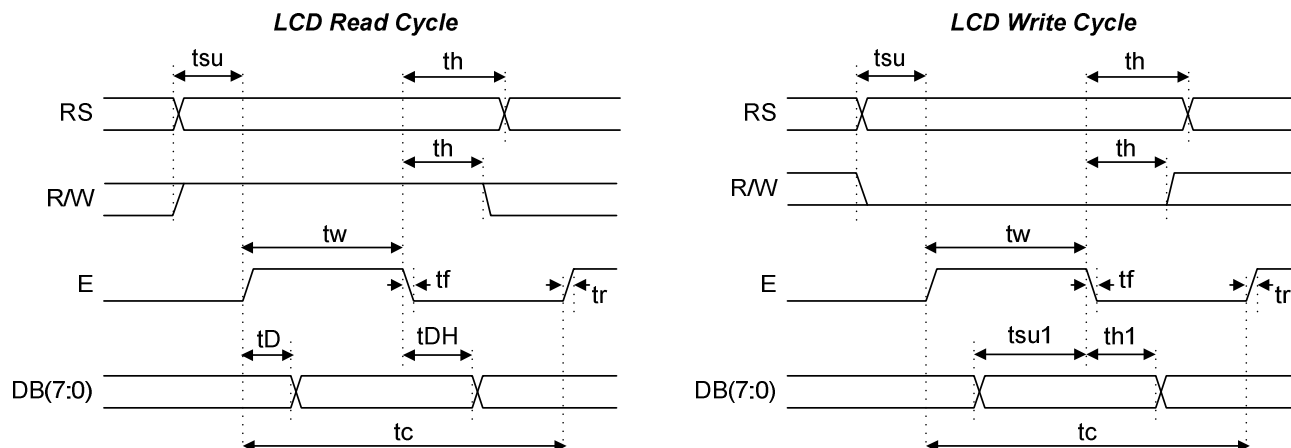 LCD Read Cycle
tsu
th
RS
th
R/W
tw
E
tf
tr
tD
tDH
DB(7:0)
tc
LCD Write Cycle
tsu
th
RS
th
R/W
tw
E
tf
tr
tsu1
th1
DB(7:0)
tc